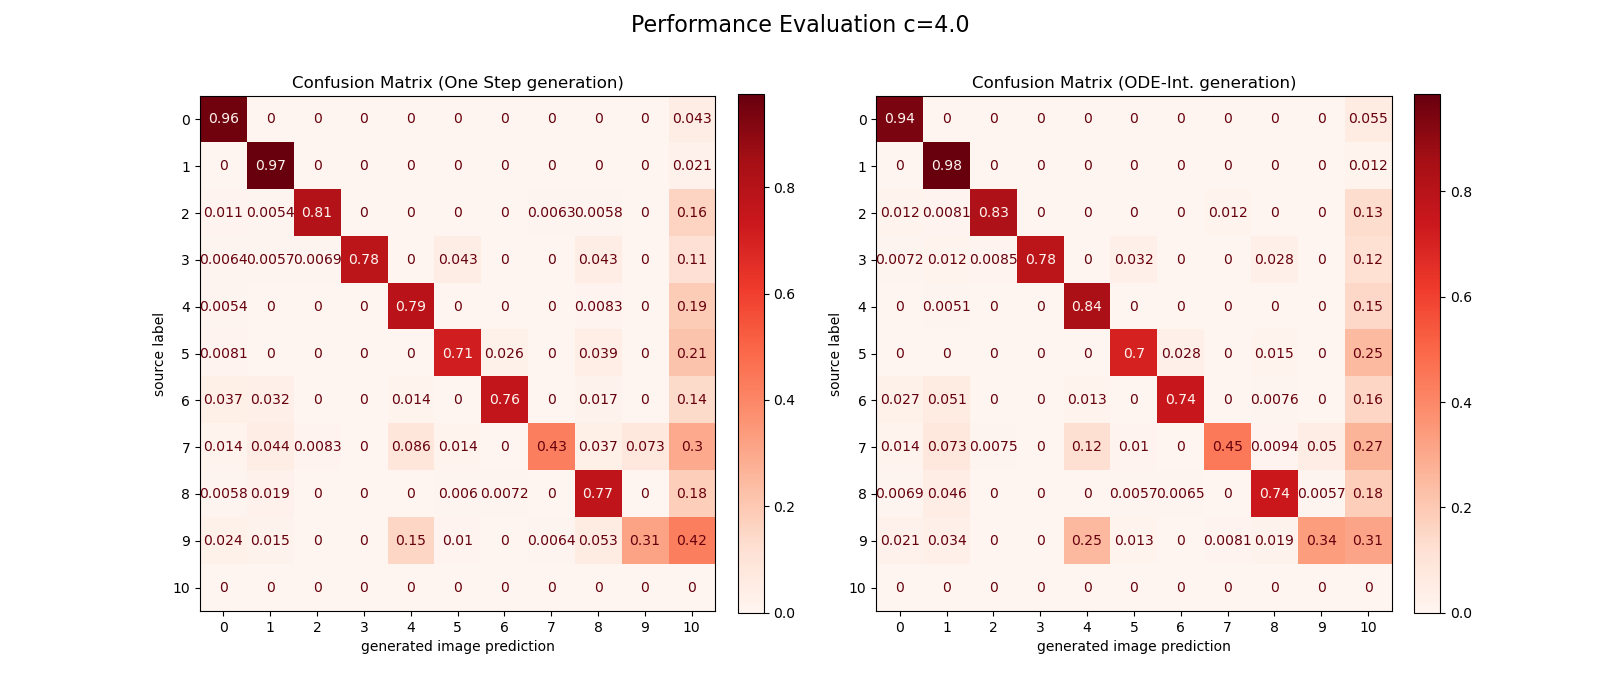 Performance Evaluation c=4.0
Confusion Matrix (One Step generation)
0 0.96 0 0 0 0 0 0 0 0 0 0.043
1 0 0.97 0 0 0 0 0 0 0 0 0.021
2 0.011 0.0054 0.81 0 0 0 0 0.0063 0.0058 0 0.16
3 0.0064 0.0057 0.0069 0.78 0 0.043 0 0 0.043 0 0.11
4 0.0054 0 0 0 0.79 0 0 0 0.0083 0 0.19
5 0.0081 0 0 0 0 0.71 0.026 0 0.039 0 0.21
6 0.037 0.032 0 0 0.014 0 0.76 0 0.017 0 0.14
7 0.014 0.044 0.0083 0 0.086 0.014 0 0.43 0.037 0.073 0.3
8 0.0058 0.019 0 0 0 0.006 0.0072 0 0.77 0 0.18
9 0.024 0.015 0 0 0.15 0.01 0 0.0064 0.053 0.31 0.42
10 0 0 0 0 0 0 0 0 0 0 0
0 1 2 3 4 5 6 7 8 9 10
generated image prediction
source label
0.8
0.6
0.4
0.2
0.0
Confusion Matrix (ODE-Int. generation)
0 0.94 0 0 0 0 0 0 0 0 0 0.055
1 0 0.98 0 0 0 0 0 0 0 0 0.012
2 0.012 0.0081 0.83 0 0 0 0 0.012 0 0 0.13
3 0.0072 0.012 0.0085 0.78 0 0.032 0 0 0.028 0 0.12
4 0 0.0051 0 0 0.84 0 0 0 0 0 0.15
5 0 0 0 0 0 0.7 0.028 0 0.015 0 0.25
6 0.027 0.051 0 0 0.013 0 0.74 0 0.0076 0 0.16
7 0.014 0.073 0.0075 0 0.12 0.01 0 0.45 0.0094 0.05 0.27
8 0.0069 0.046 0 0 0 0.0057 0.0065 0 0.74 0.0057 0.18
9 0.021 0.034 0 0 0.25 0.013 0 0.0081 0.019 0.34 0.31
10 0 0 0 0 0 0 0 0 0 0 0
0 1 2 3 4 5 6 7 8 9 10
generated image prediction
source label
0.8
0.6
0.4
0.2
0.0